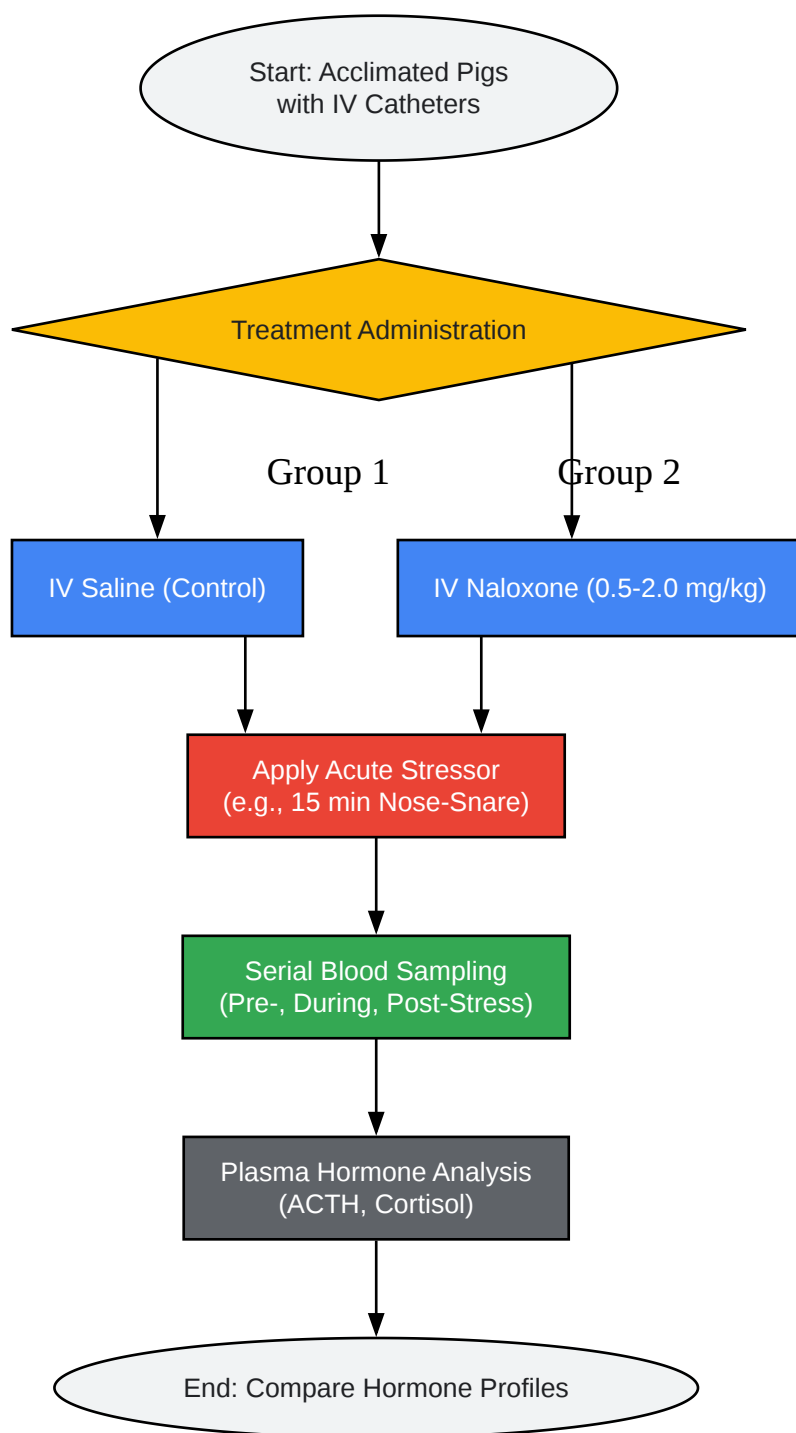 Start: Acclimated Pigs
with IV Catheters
Treatment Administration
Group 1
Group 2
IV Saline (Control)
IV Naloxone (0.5-2.0 mg/kg)
Apply Acute Stressor
(e.g., 15 min Nose-Snare)
Serial Blood Sampling
(Pre-, During, Post-Stress)
Plasma Hormone Analysis
(ACTH, Cortisol)
End: Compare Hormone Profiles